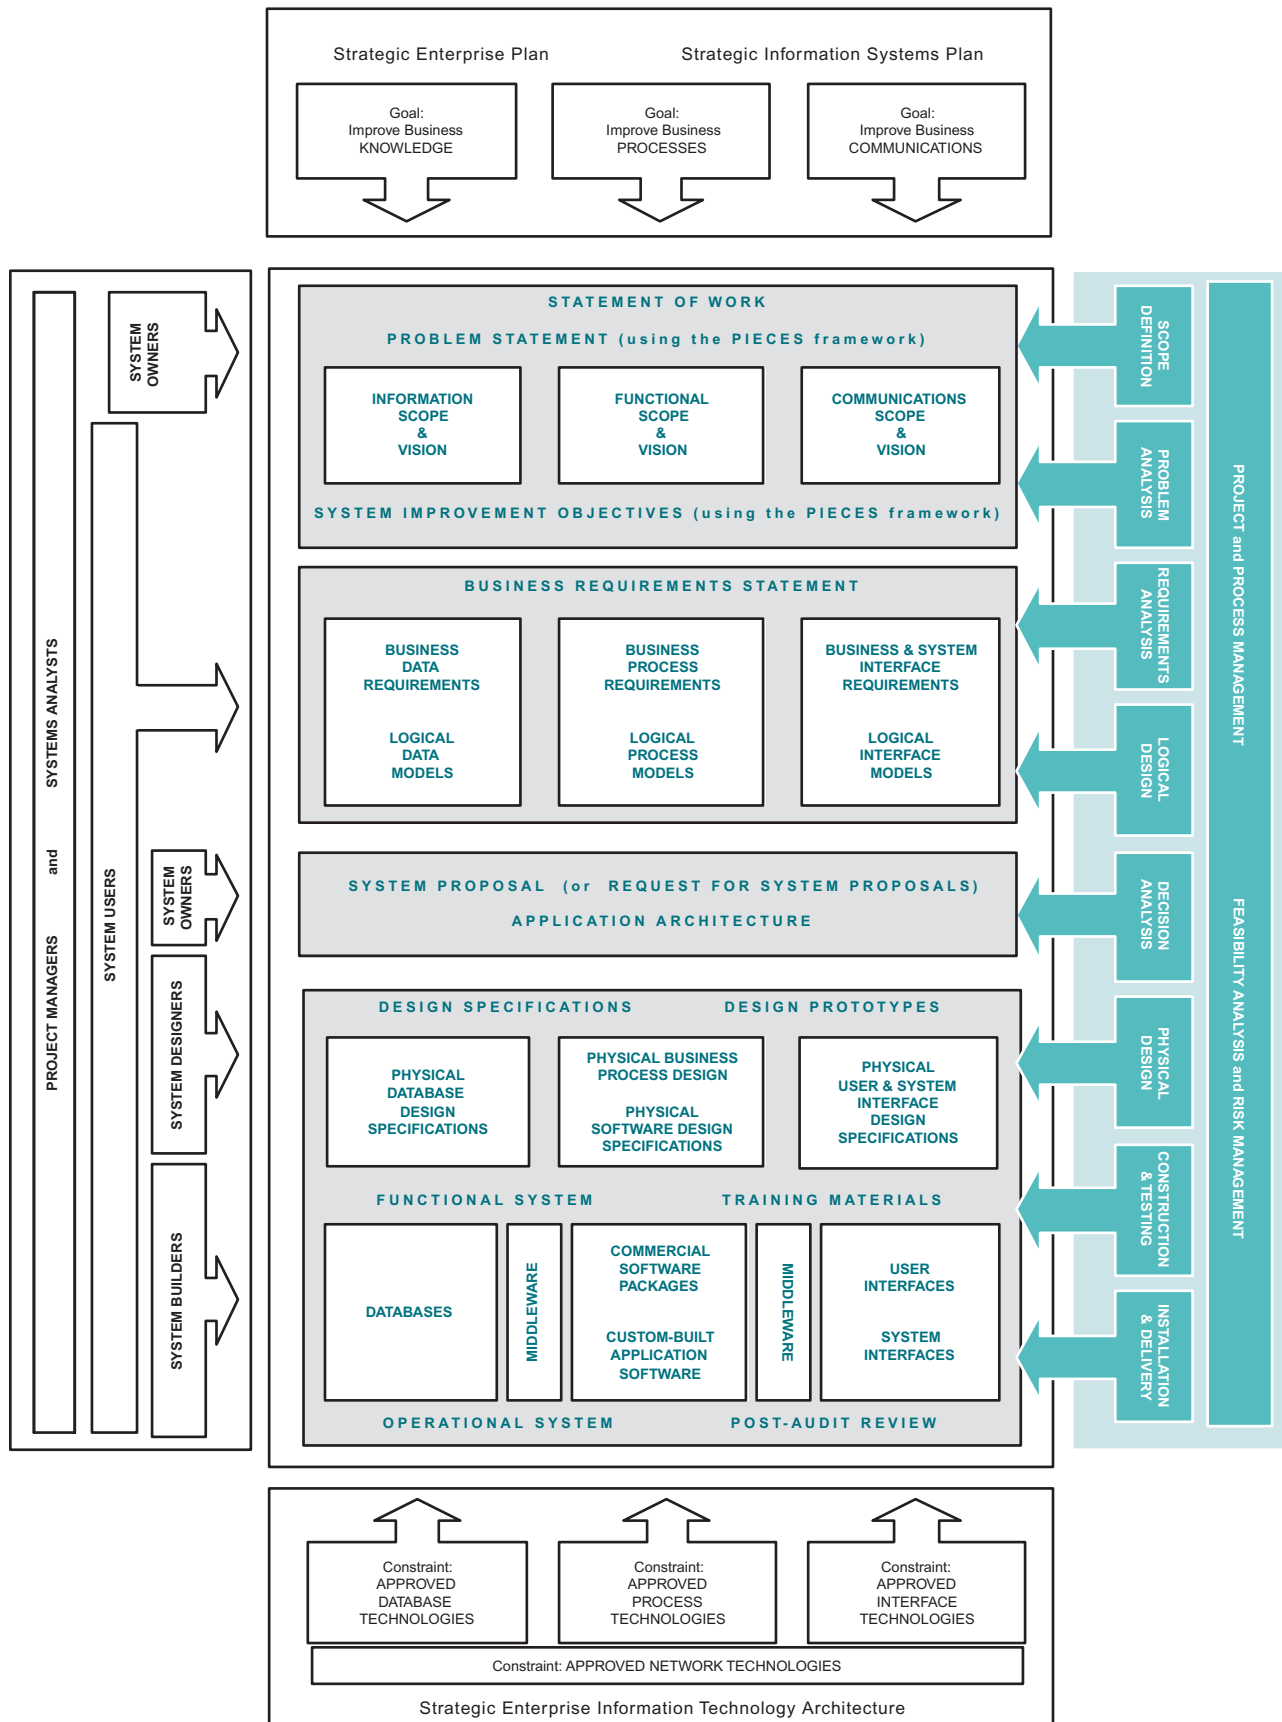 Strategic Enterprise Plan
Strategic Information Systems Plan
Goal:
Improve Business
KNOWLEDGE
Goal:
Improve Business
PROCESSES
Goal:
Improve Business
COMMUNICATIONS
SYSTEMS ANALYSTS
and
PROJECT MANAGERS
SYSTEM USERS
SYSTEM
OWNERS
SYSTEM
OWNERS
SYSTEM DESIGNERS
SYSTEM BUILDERS
STATEMENT OF WORK
PROBLEM STATEMENT (using the PIECES framework)
INFORMATION
SCOPE
&
VISION
FUNCTIONAL
SCOPE
&
VISION
COMMUNICATIONS
SCOPE
&
VISION
SYSTEM IMPROVEMENT OBJECTIVES (using the PIECES framework)
BUSINESS REQUIREMENTS STATEMENT
BUSINESS
DATA
REQUIREMENTS
LOGICAL
DATA
MODELS
BUSINESS
PROCESS
REQUIREMENTS
LOGICAL
PROCESS
MODELS
BUSINESS & SYSTEM
INTERFACE
REQUIREMENTS
LOGICAL
INTERFACE
MODELS
SYSTEM PROPOSAL (or REQUEST FOR SYSTEM PROPOSALS)
APPLICATION ARCHITECTURE
DESIGN SPECIFICATIONS
DESIGN PROTOTYPES
PHYSICAL
DATABASE
DESIGN
SPECIFICATIONS
PHYSICAL BUSINESS
PROCESS DESIGN
PHYSICAL
SOFTWARE DESIGN
SPECIFICATIONS
PHYSICAL
USER & SYSTEM
INTERFACE
DESIGN
SPECIFICATIONS
FUNCTIONAL SYSTEM
TRAINING MATERIALS
DATABASES
MIDDLEWARE
COMMERCIAL
SOFTWARE
PACKAGES
CUSTOM-BUILT
APPLICATION
SOFTWARE
MIDDLEWARE
USER
INTERFACES
SYSTEM
INTERFACES
OPERATIONAL SYSTEM
POST-AUDIT REVIEW
SCOPE
DEFINITION
PROBLEM
ANALYSIS
REQUIREMENTS
ANALYSIS
LOGICAL
DESIGN
DECISION
ANALYSIS
PHYSICAL
DESIGN
CONSTRUCTION
& TESTING
INSTALLATION
& DELIVERY
PROJECT and PROCESS MANAGEMENT
FEASIBILITY ANALYSIS and RISK MANAGEMENT
Constraint:
APPROVED
DATABASE
TECHNOLOGIES
Constraint:
APPROVED
PROCESS
TECHNOLOGIES
Constraint:
APPROVED
INTERFACE
TECHNOLOGIES
Constraint: APPROVED NETWORK TECHNOLOGIES
Strategic Enterprise Information Technology Architecture